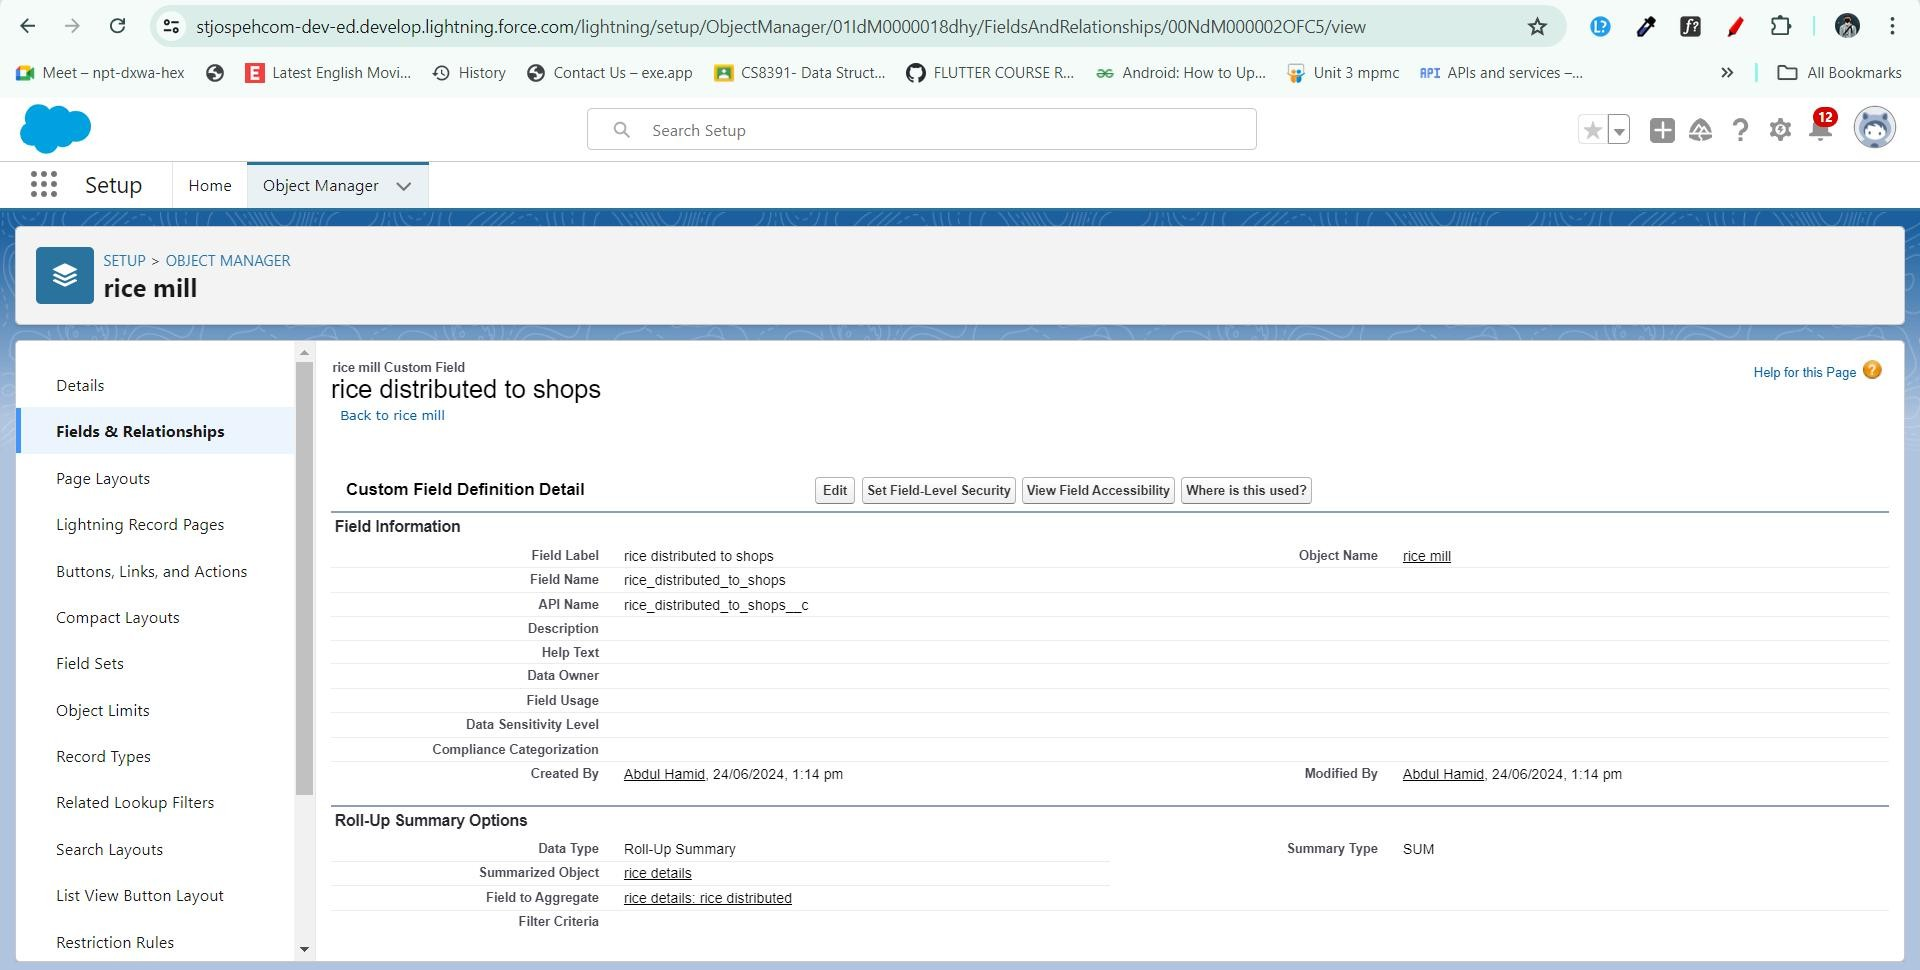 stjospehcom-dev-ed.develop.lightning.force.com/lightning/setup/ObjectManager/01IdM0000018dhy/FieldsAndRelationships/00NdM000002OFC5/view
Meet – npt-dxwa-hex
E Latest English Movi...
History
Contact Us – exe.app
CS8391- Data Struct...
FLUTTER COURSE R...
Android: How to Up...
Unit 3 mpmc
API APIs and services –...
All Bookmarks
Search Setup
12
Setup
Home
Object Manager
SETUP > OBJECT MANAGER
rice mill
Details
Fields & Relationships
Page Layouts
Lightning Record Pages
Buttons, Links, and Actions
Compact Layouts
Field Sets
Object Limits
Record Types
Related Lookup Filters
Search Layouts
List View Button Layout
Restriction Rules
rice mill Custom Field
rice distributed to shops
Back to rice mill
Help for this Page ?
Custom Field Definition Detail
Edit
Set Field-Level Security
View Field Accessibility
Where is this used?
Field Information
Field Label rice distributed to shops
Object Name rice mill
Field Name rice_distributed_to_shops
API Name rice_distributed_to_shops__c
Description
Help Text
Data Owner
Field Usage
Data Sensitivity Level
Compliance Categorization
Created By Abdul Hamid, 24/06/2024, 1:14 pm
Modified By Abdul Hamid, 24/06/2024, 1:14 pm
Roll-Up Summary Options
Data Type Roll-Up Summary
Summary Type SUM
Summarized Object rice details
Field to Aggregate rice details: rice distributed
Filter Criteria